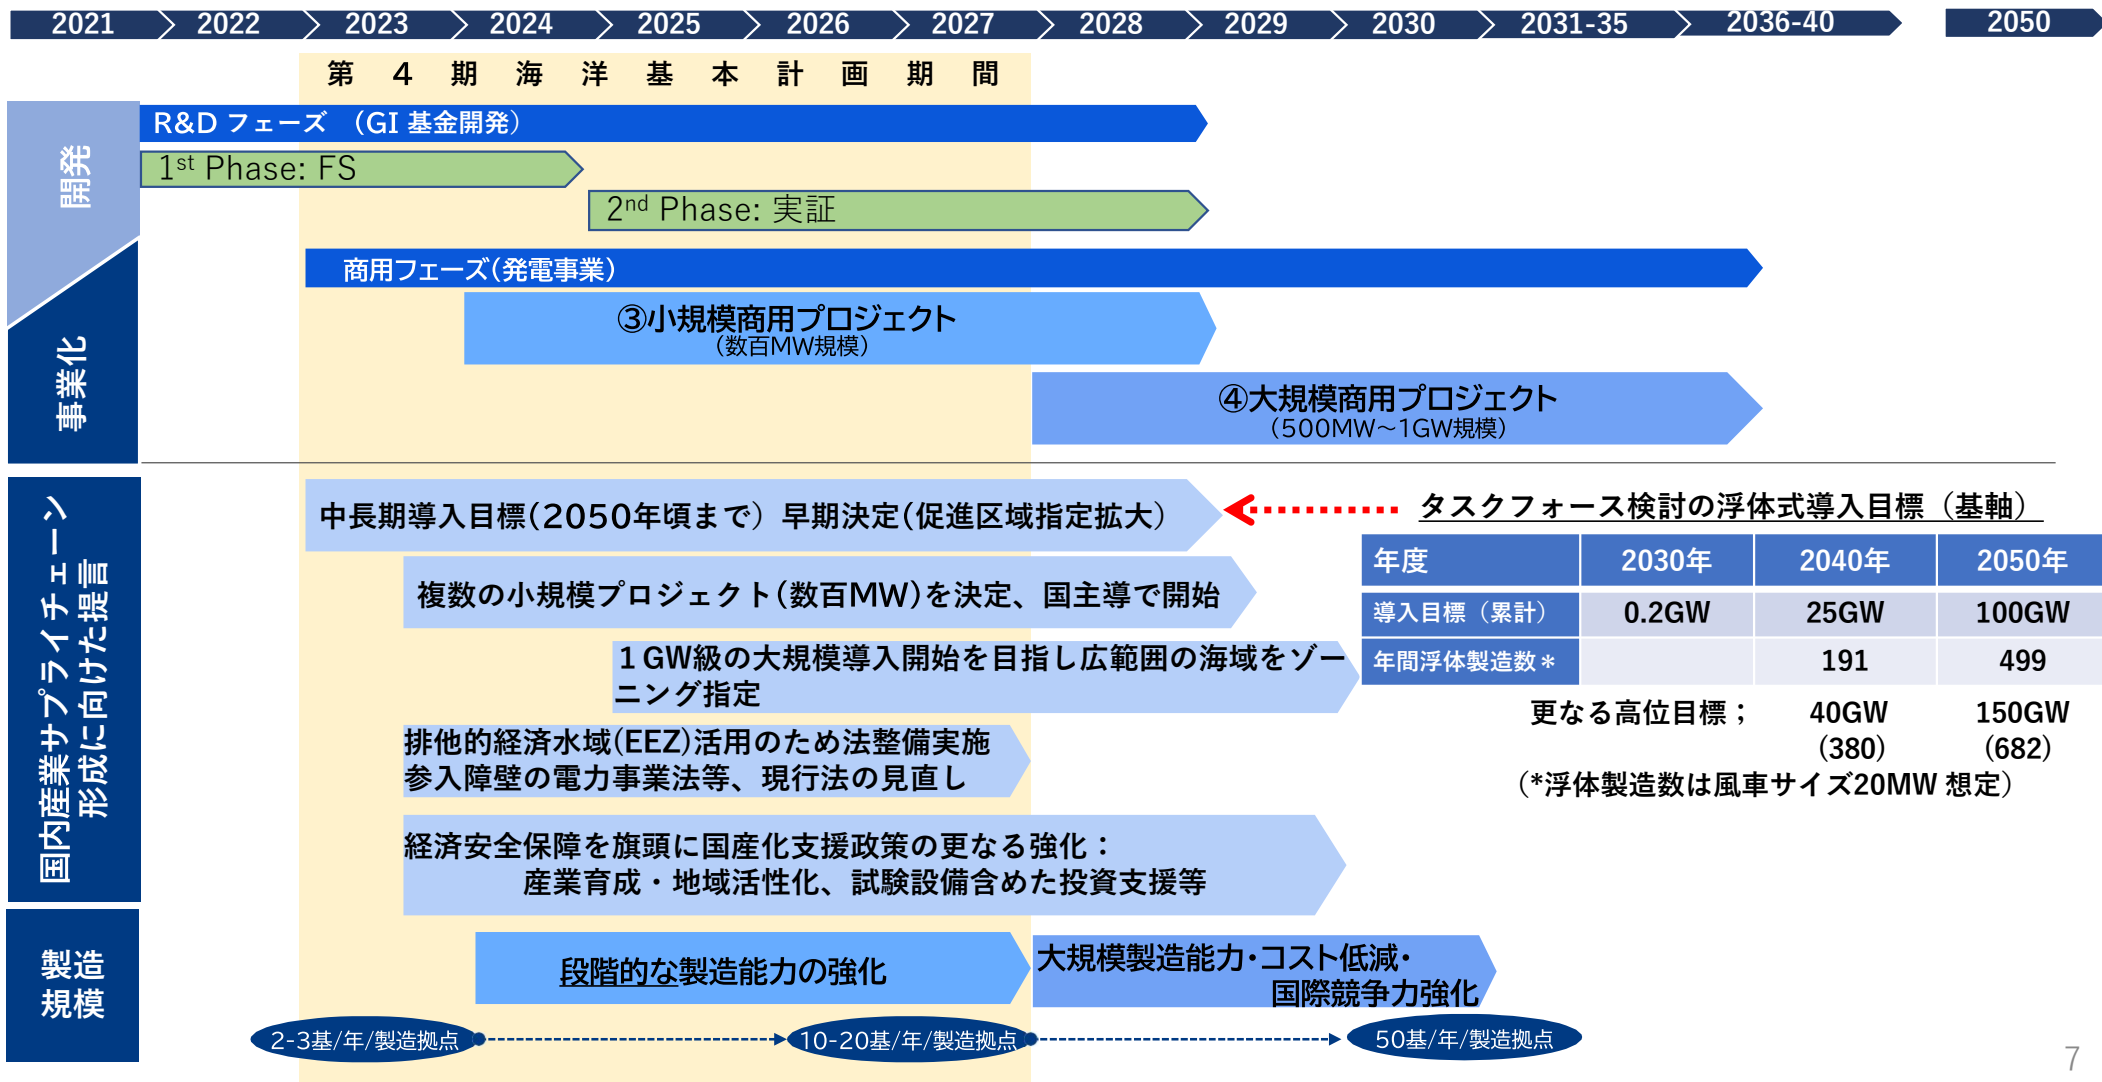 2021 2022 2023 2024 2025 2026 2027 2028 2029 2030 2031-35 2036-40 2050
第4期海洋基本計画期間
開発
R&D フェーズ （GI 基金開発）
1st Phase: FS
2nd Phase: 実証
事業化
商用フェーズ(発電事業)
③小規模商用プロジェクト
(数百MW規模)
④大規模商用プロジェクト
(500MW～1GW規模)
国内産業サプライチェーン
形成に向けた提言
中長期導入目標(2050年頃まで) 早期決定(促進区域指定拡大)
複数の小規模プロジェクト(数百MW)を決定、国主導で開始
１GW級の大規模導入開始を目指し広範囲の海域をゾー
ニング指定
排他的経済水域(EEZ)活用のため法整備実施
参入障壁の電力事業法等、現行法の見直し
経済安全保障を旗頭に国産化支援政策の更なる強化：
産業育成・地域活性化、試験設備含めた投資支援等
タスクフォース検討の浮体式導入目標（基軸）
年度 2030年 2040年 2050年
導入目標（累計） 0.2GW 25GW 100GW
年間浮体製造数＊ 191 499
更なる高位目標； 40GW 150GW
(380) (682)
(*浮体製造数は風車サイズ20MW 想定）
製造
規模
段階的な製造能力の強化
大規模製造能力・コスト低減・
国際競争力強化
2-3基/年/製造拠点 10-20基/年/製造拠点 50基/年/製造拠点
7